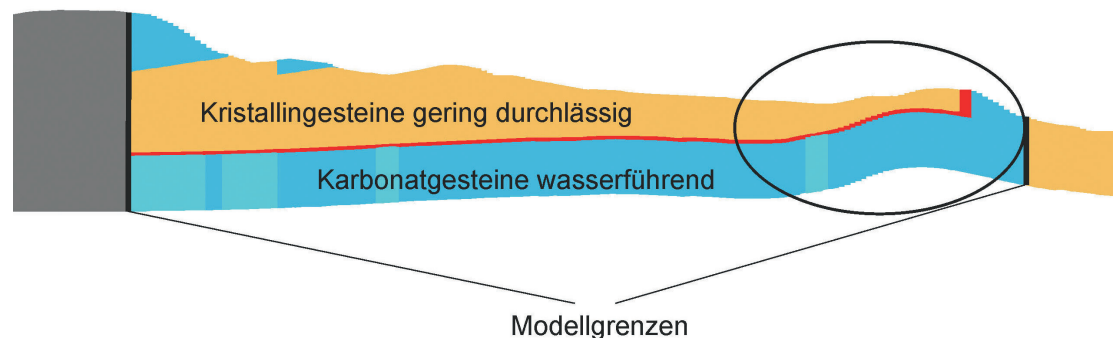 Kristallingesteine gering durchlässig
Karbonatgesteine wasserführend
Modellgrenzen